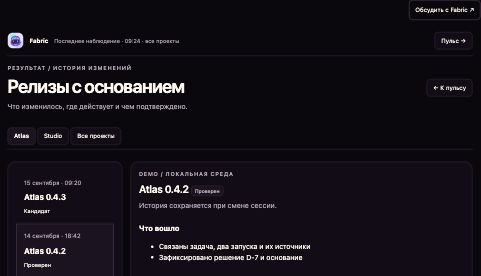 Обсудить с Fabric ↗
Fabric Последнее наблюдение · 09:24 · все проекты
Пульс →
РЕЗУЛЬТАТ / ИСТОРИЯ ИЗМЕНЕНИЙ
Релизы с основанием
← К пульсу
Что изменилось, где действует и чем подтверждено.
Atlas Studio Все проекты
15 сентября · 09:20
Atlas 0.4.3
Кандидат
14 сентября · 18:42
Atlas 0.4.2
Проверен
DEMO / ЛОКАЛЬНАЯ СРЕДА
Atlas 0.4.2 Проверен
История сохраняется при смене сессии.
Что вошло
• Связаны задача, два запуска и их источники
• Зафиксировано решение D-7 и основание